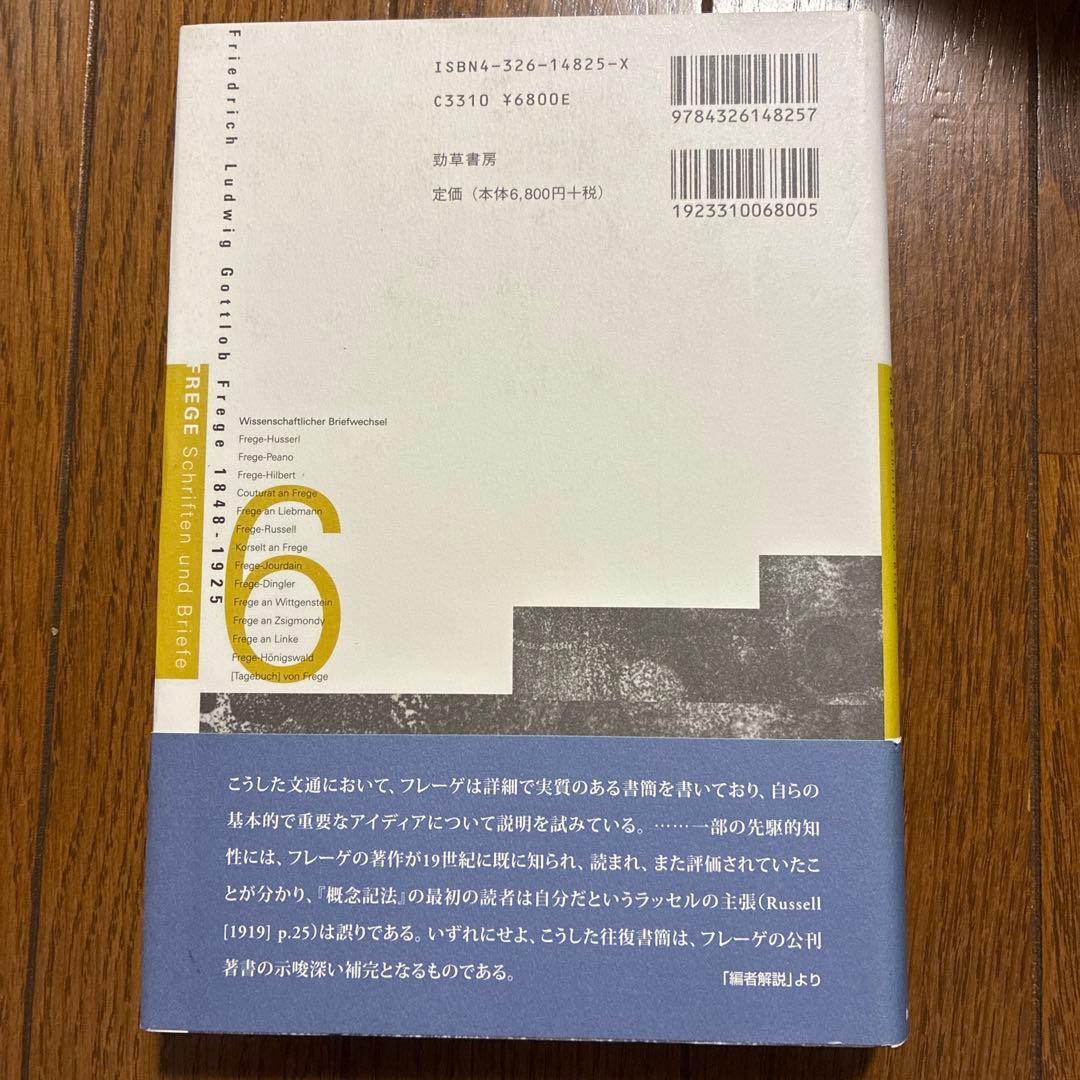 Friedrich Ludwig Gottlob Frege 1848-1925
ISBN4-326-14825-X
C3310 ¥6800E
9784326148257
勁草書房
定価（本体6,800円＋税）
1923310068005
FREGE Schriften und Briefe
Wissenschaftlicher Briefwechsel
Frege-Husserl
Frege-Peano
Frege-Hilbert
Couturat an Frege
Frege an Liebmann
Frege-Russell
Korselt an Frege
Frege-Jourdain
Frege-Dingler
Frege an Wittgenstein
Frege an Zsigmondy
Frege an Linke
Frege-Hönigswald
[Tagebuch] von Frege
6
こうした文通において、フレーゲは詳細で実質のある書簡を書いており、自らの
基本的で重要なアイディアについて説明を試みている。……一部の先駆的知
性には、フレーゲの著作が19世紀に既に知られ、読まれ、また評価されていたこ
とが分かり、『概念記法』の最初の読者は自分だというラッセルの主張（Russell
[1919] p.25）は誤りである。いずれにせよ、こうした往復書簡は、フレーゲの公刊
著書の示唆深い補完となるものである。
「編者解説」より